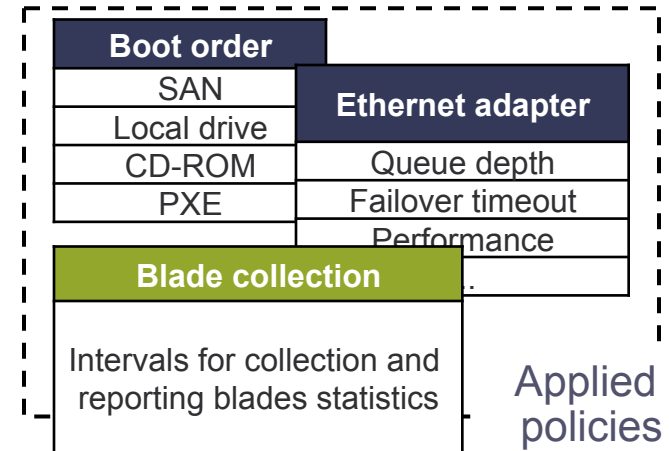 Boot order
SAN
Local drive
CD-ROM
PXE
Ethernet adapter
Queue depth
Failover timeout
Performance
..
Blade collection
Intervals for collection and
reporting blades statistics
Applied
policies